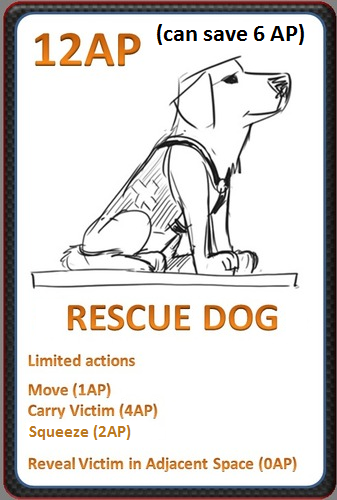 12AP (can save 6 AP)
RESCUE DOG
Limited actions
Move (1AP)
Carry Victim (4AP)
Squeeze (2AP)
Reveal Victim in Adjacent Space (0AP)